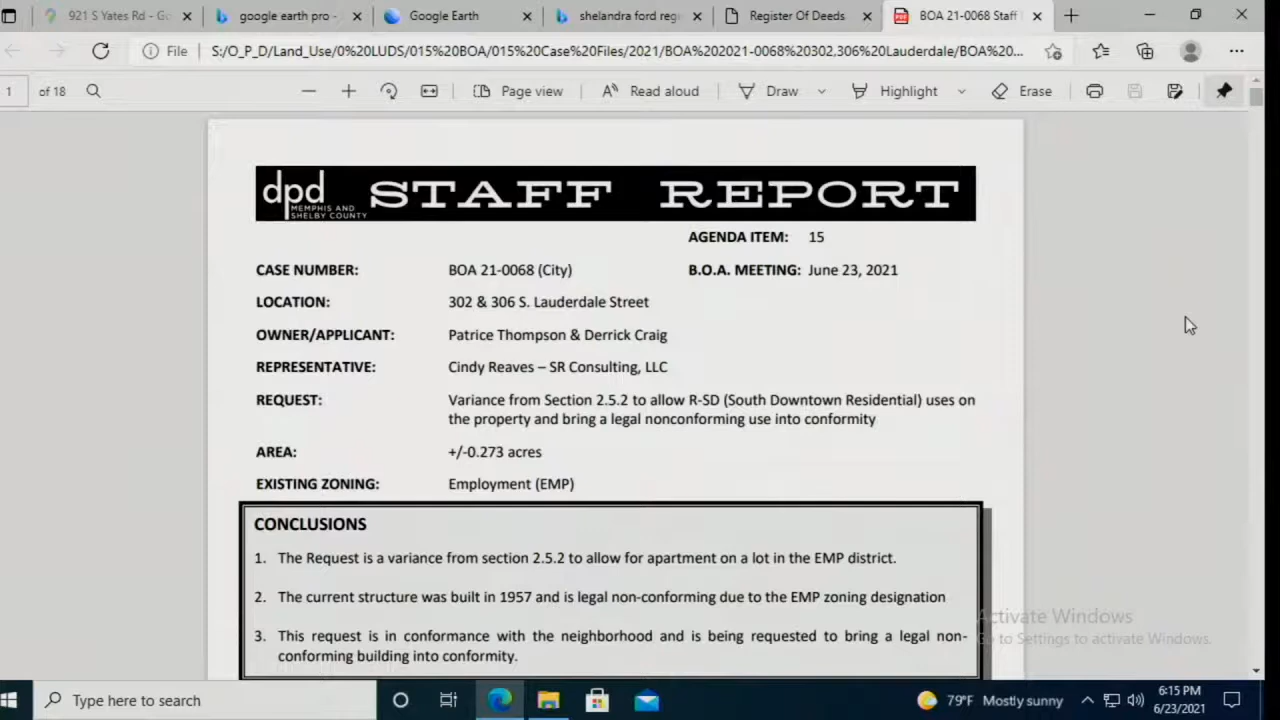 921 S Yates Rd - Go
google earth pro -
Google Earth
shelandra ford reg
Register Of Deeds
BOA 21-0068 Staff
File
S:/O_P_D/Land_Use/0%20LUDS/015%20BOA/015%20Case%20Files/2021/BOA%202021-0068%20302,306%20Lauderdale/BOA%20...
1 of 18
Page view
Read aloud
Draw
Highlight
Erase
dpd
MEMPHIS AND
SHELBY COUNTY
STAFF REPORT
AGENDA ITEM: 15
CASE NUMBER: BOA 21-0068 (City) B.O.A. MEETING: June 23, 2021
LOCATION: 302 & 306 S. Lauderdale Street
OWNER/APPLICANT: Patrice Thompson & Derrick Craig
REPRESENTATIVE: Cindy Reaves – SR Consulting, LLC
REQUEST: Variance from Section 2.5.2 to allow R-SD (South Downtown Residential) uses on
the property and bring a legal nonconforming use into conformity
AREA: +/-0.273 acres
EXISTING ZONING: Employment (EMP)
CONCLUSIONS
1. The Request is a variance from section 2.5.2 to allow for apartment on a lot in the EMP district.
2. The current structure was built in 1957 and is legal non-conforming due to the EMP zoning designation
3. This request is in conformance with the neighborhood and is being requested to bring a legal non-
conforming building into conformity.
Activate Windows
Go to Settings to activate Windows.
Type here to search
79°F Mostly sunny
6:15 PM
6/23/2021